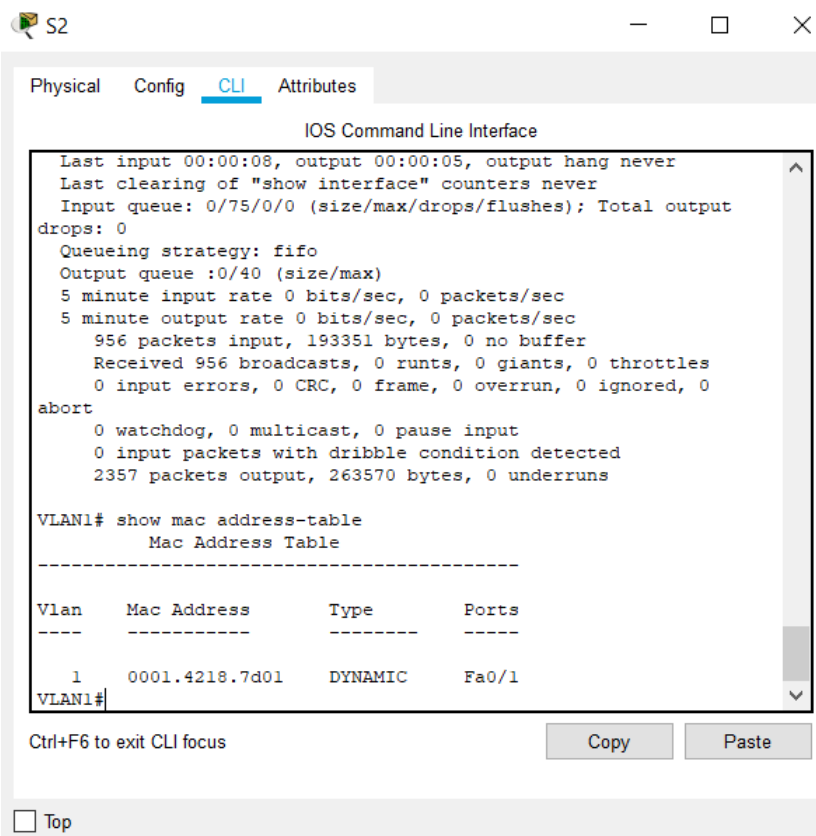 S2
Physical Config CLI Attributes
IOS Command Line Interface
Last input 00:00:08, output 00:00:05, output hang never
Last clearing of "show interface" counters never
Input queue: 0/75/0/0 (size/max/drops/flushes); Total output
drops: 0
Queueing strategy: fifo
Output queue :0/40 (size/max)
5 minute input rate 0 bits/sec, 0 packets/sec
5 minute output rate 0 bits/sec, 0 packets/sec
956 packets input, 193351 bytes, 0 no buffer
Received 956 broadcasts, 0 runts, 0 giants, 0 throttles
0 input errors, 0 CRC, 0 frame, 0 overrun, 0 ignored, 0
abort
0 watchdog, 0 multicast, 0 pause input
0 input packets with dribble condition detected
2357 packets output, 263570 bytes, 0 underruns
VLAN1# show mac address-table
Mac Address Table
-------------------------------------------
Vlan Mac Address Type Ports
---- ----------- -------- -----
1 0001.4218.7d01 DYNAMIC Fa0/1
VLAN1#
Ctrl+F6 to exit CLI focus
Copy Paste
Top